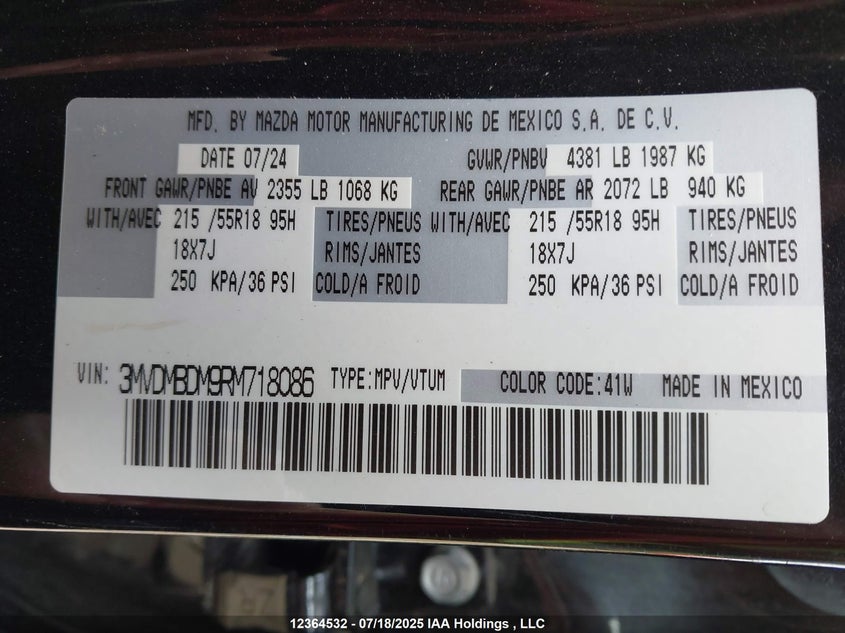 MFD. BY MAZDA MOTOR MANUFACTURING DE MEXICO S.A. DE C.V.
DATE 07/24 GVWR/PNBV 4381 LB 1987 KG
FRONT GAWR/PNBE AV 2355 LB 1068 KG REAR GAWR/PNBE AR 2072 LB 940 KG
WITH/AVEC 215 /55R18 95H TIRES/PNEUS WITH/AVEC 215 /55R18 95H TIRES/PNEUS
18X7J RIMS/JANTES 18X7J RIMS/JANTES
250 KPA/36 PSI COLD/A FROID 250 KPA/36 PSI COLD/A FROID
VIN: 3MVDMBDM9RM718086 TYPE:MPV/VTUM COLOR CODE:41W MADE IN MEXICO
12364532 - 07/18/2025 IAA Holdings , LLC